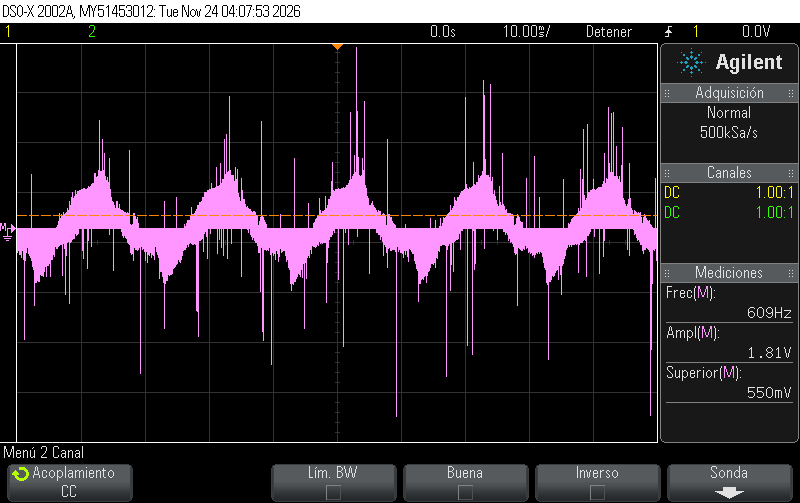 DSO-X 2002A, MY51453012: Tue Nov 24 04:07:53 2026
1 2 0.0s 10.00ms/ Detener 1 0.0V
Agilent
Adquisición
Normal
500kSa/s
Canales
DC 1.00:1
DC 1.00:1
Mediciones
Frec(M):
609Hz
Ampl(M):
1.81V
Superior(M):
550mV
M
Menú 2 Canal
Acoplamiento
CC
Lím. BW
Buena
Inverso
Sonda